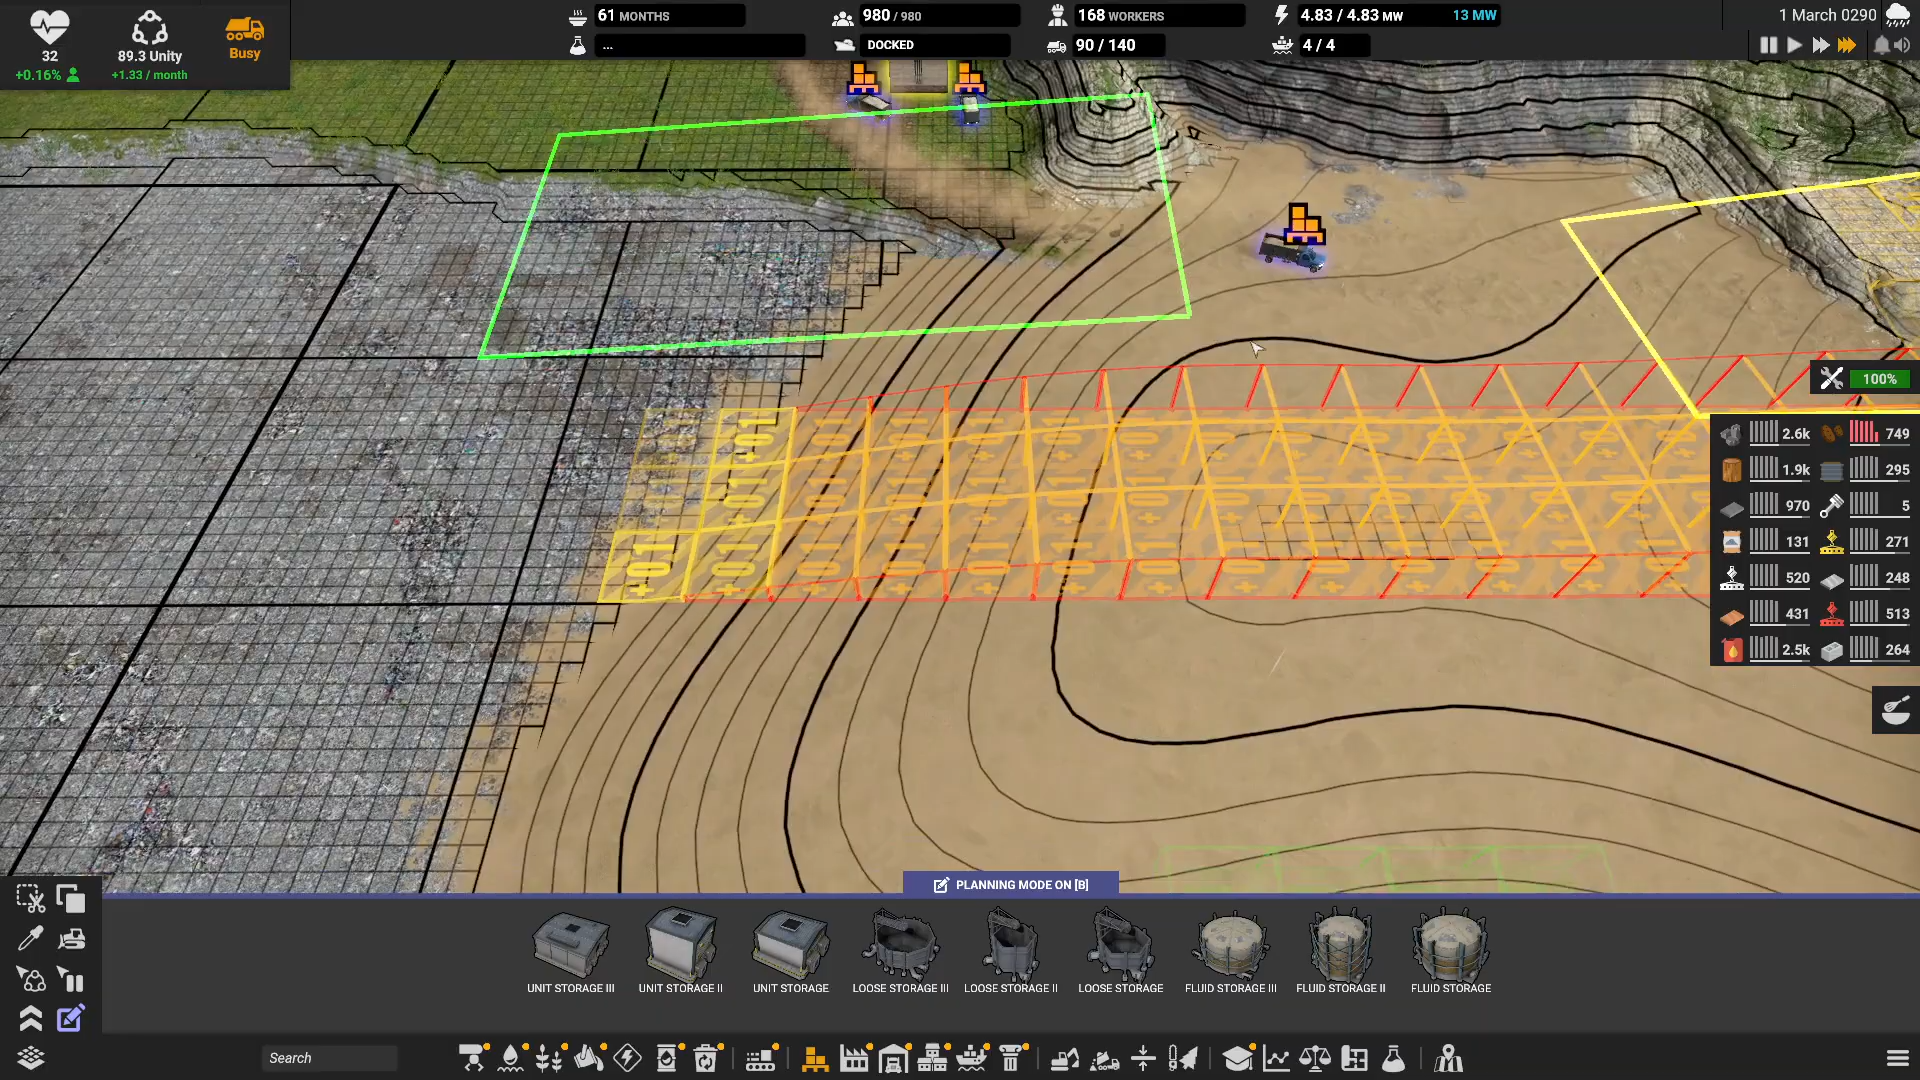 32
+0.16%
89.3 Unity
+1.33 / month
Busy
61 MONTHS
...
980 / 980
DOCKED
168 WORKERS
90 / 140
4.83 / 4.83 MW 13 MW
4 / 4
1 March 0290
100%
2.6k 749
1.9k 295
970 5
131 271
520 248
431 513
2.5k 264
+01 +01
+01 +01
PLANNING MODE ON [B]
UNIT STORAGE III UNIT STORAGE II UNIT STORAGE LOOSE STORAGE III LOOSE STORAGE II LOOSE STORAGE FLUID STORAGE III FLUID STORAGE II FLUID STORAGE
Search